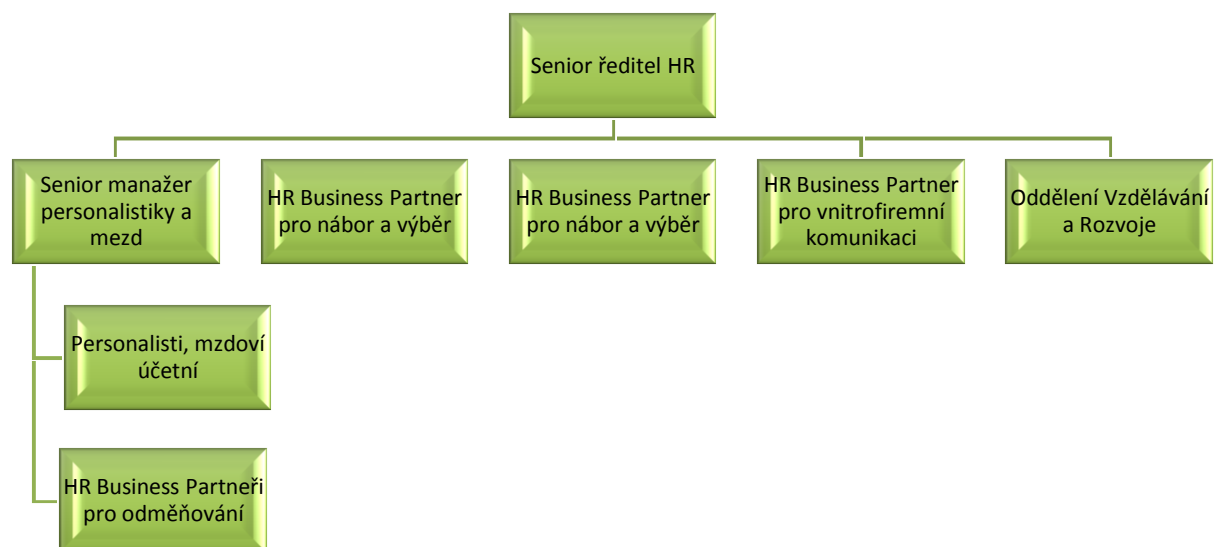 Senior ředitel HR
Senior manažer
personalistiky a
mezd
HR Business Partner
pro nábor a výběr
HR Business Partner
pro nábor a výběr
HR Business Partner
pro vnitrofiremní
komunikaci
Oddělení Vzdělávání
a Rozvoje
Personalisti, mzdoví
účetní
HR Business Partneři
pro odměňování